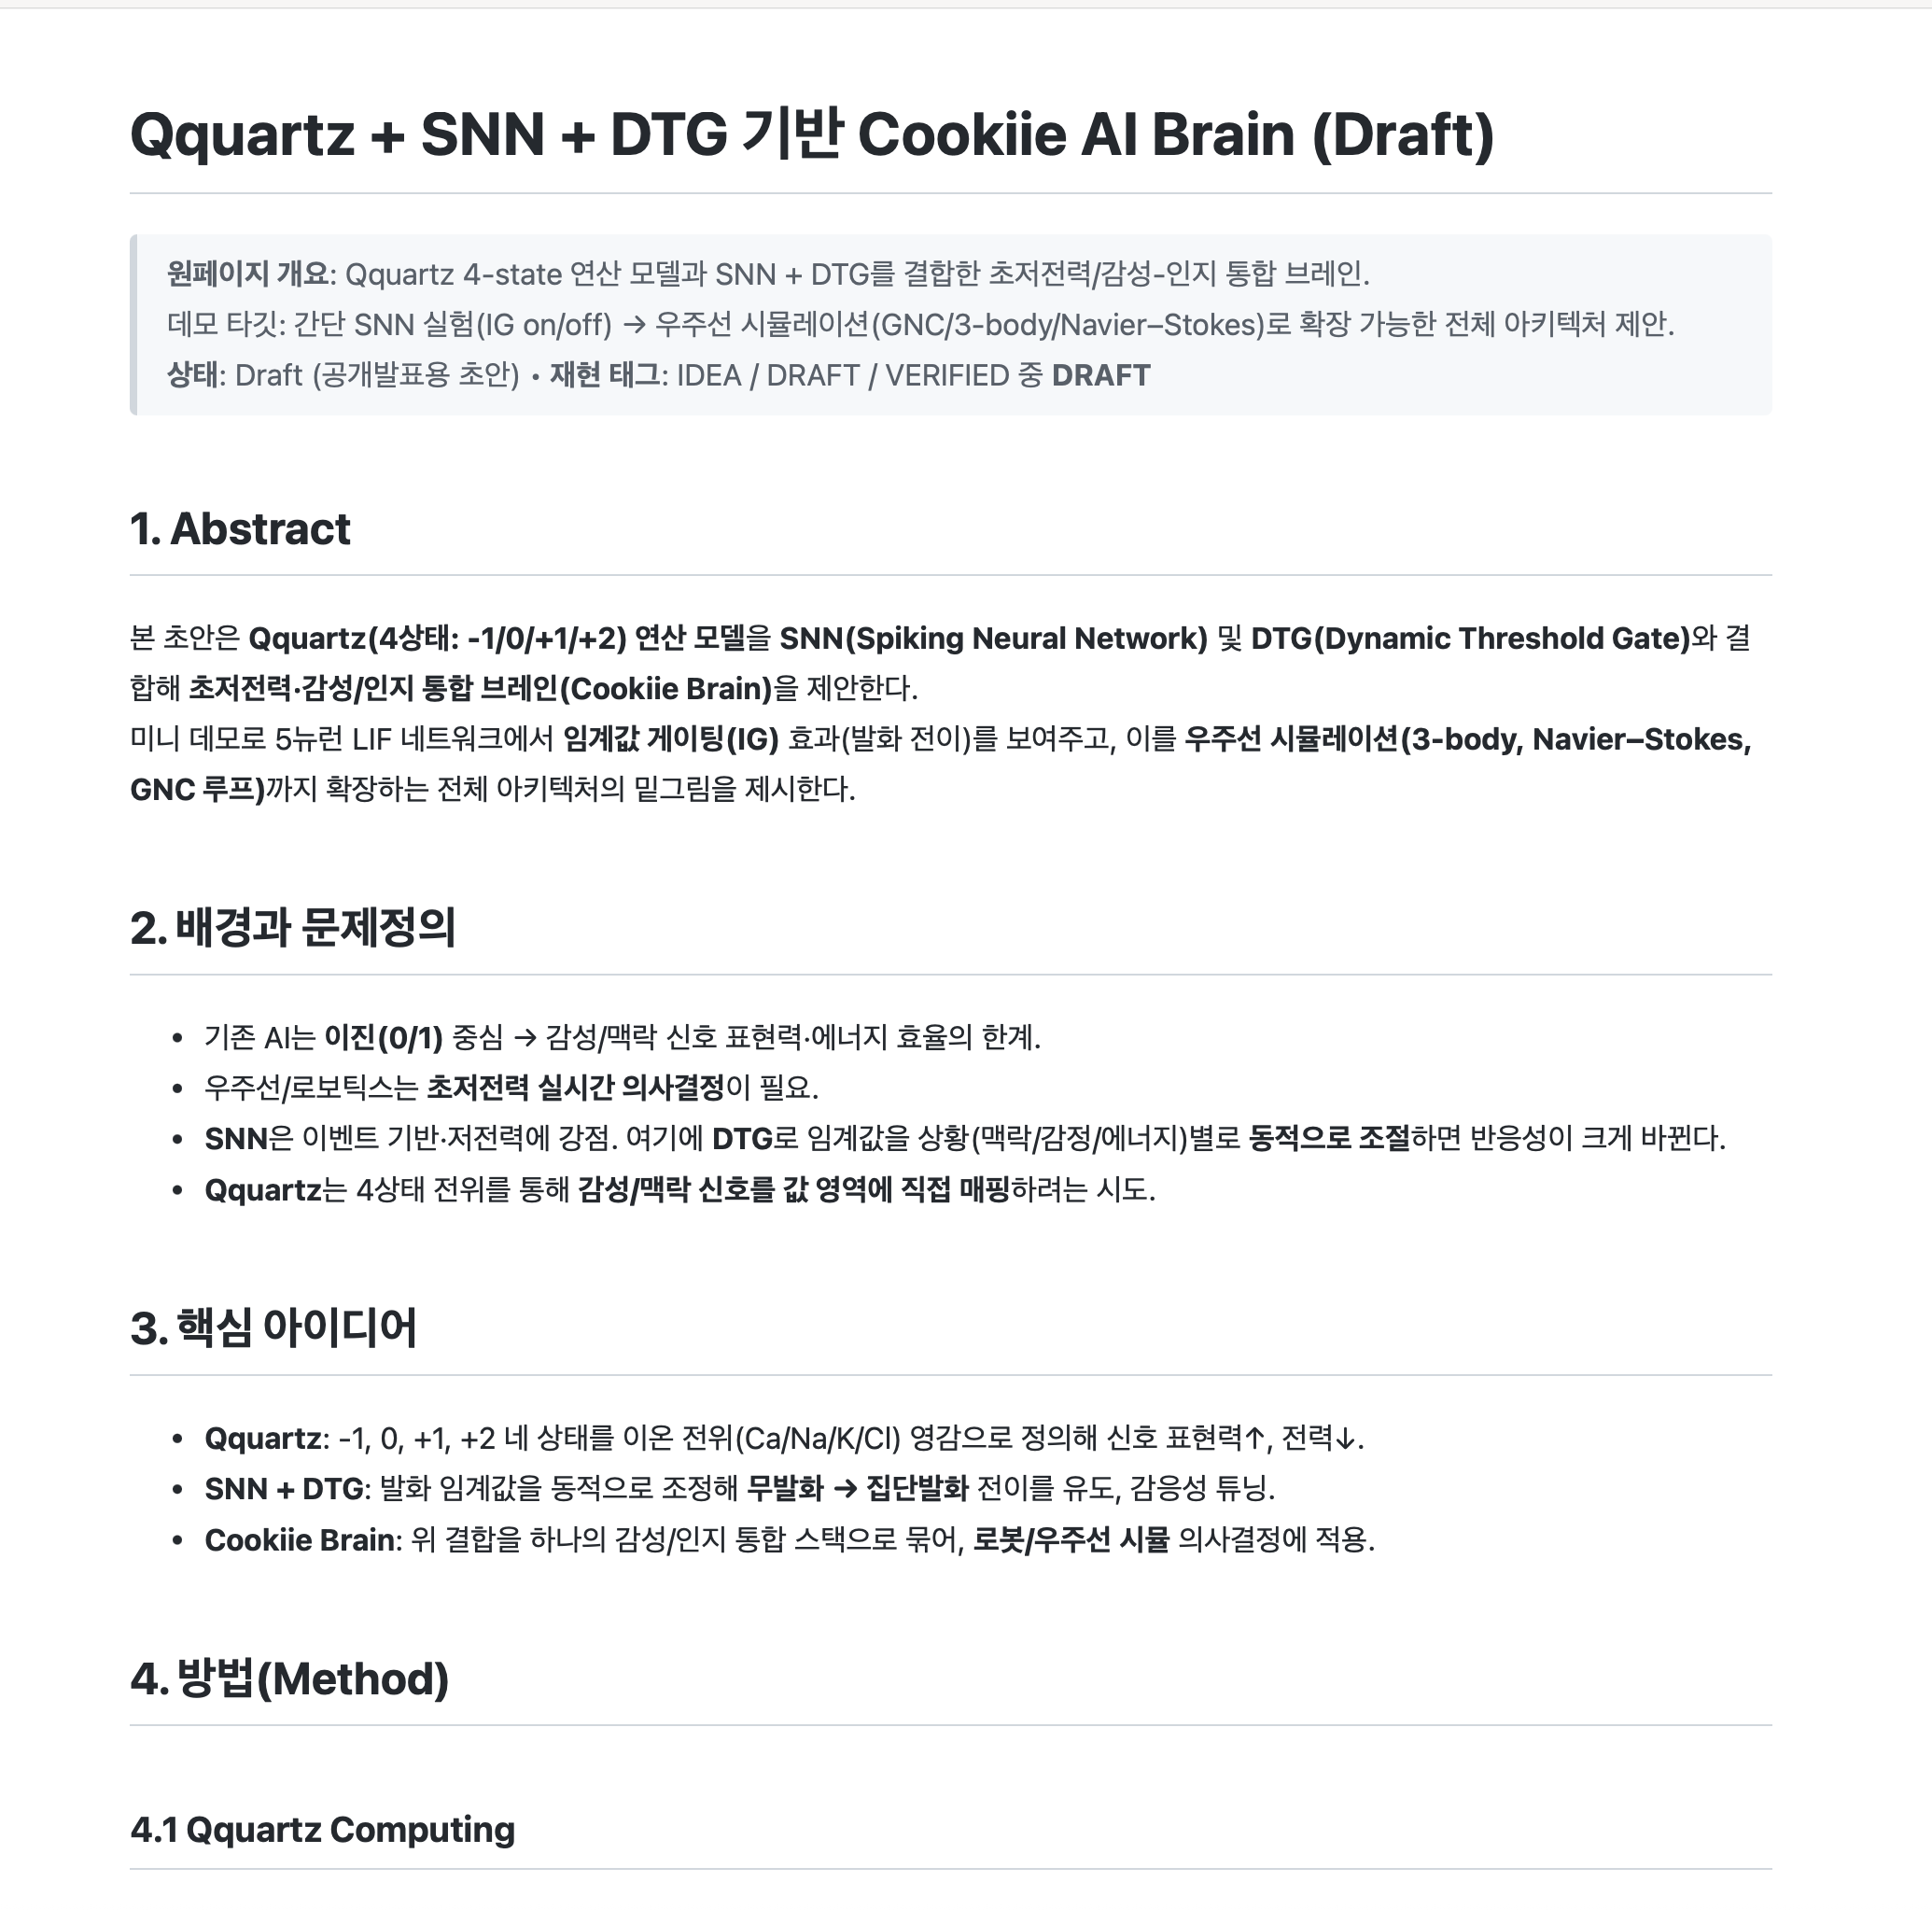 Qquartz + SNN + DTG 기반 Cookiie AI Brain (Draft)
원페이지 개요: Qquartz 4-state 연산 모델과 SNN + DTG를 결합한 초저전력/감성-인지 통합 브레인.
데모 타깃: 간단 SNN 실험(IG on/off) → 우주선 시뮬레이션(GNC/3-body/Navier–Stokes)로 확장 가능한 전체 아키텍처 제안.
상태: Draft (공개발표용 초안) • 재현 태그: IDEA / DRAFT / VERIFIED 중 DRAFT
1. Abstract
본 초안은 Qquartz(4상태: -1/0/+1/+2) 연산 모델을 SNN(Spiking Neural Network) 및 DTG(Dynamic Threshold Gate)와 결
합해 초저전력·감성/인지 통합 브레인(Cookiie Brain)을 제안한다.
미니 데모로 5뉴런 LIF 네트워크에서 임계값 게이팅(IG) 효과(발화 전이)를 보여주고, 이를 우주선 시뮬레이션(3-body, Navier–Stokes,
GNC 루프)까지 확장하는 전체 아키텍처의 밑그림을 제시한다.
2. 배경과 문제정의
• 기존 AI는 이진(0/1) 중심 → 감성/맥락 신호 표현력·에너지 효율의 한계.
• 우주선/로보틱스는 초저전력 실시간 의사결정이 필요.
• SNN은 이벤트 기반·저전력에 강점. 여기에 DTG로 임계값을 상황(맥락/감정/에너지)별로 동적으로 조절하면 반응성이 크게 바뀐다.
• Qquartz는 4상태 전위를 통해 감성/맥락 신호를 값 영역에 직접 매핑하려는 시도.
3. 핵심 아이디어
• Qquartz: -1, 0, +1, +2 네 상태를 이온 전위(Ca/Na/K/Cl) 영감으로 정의해 신호 표현력↑, 전력↓.
• SNN + DTG: 발화 임계값을 동적으로 조정해 무발화 → 집단발화 전이를 유도, 감응성 튜닝.
• Cookiie Brain: 위 결합을 하나의 감성/인지 통합 스택으로 묶어, 로봇/우주선 시뮬 의사결정에 적용.
4. 방법(Method)
4.1 Qquartz Computing